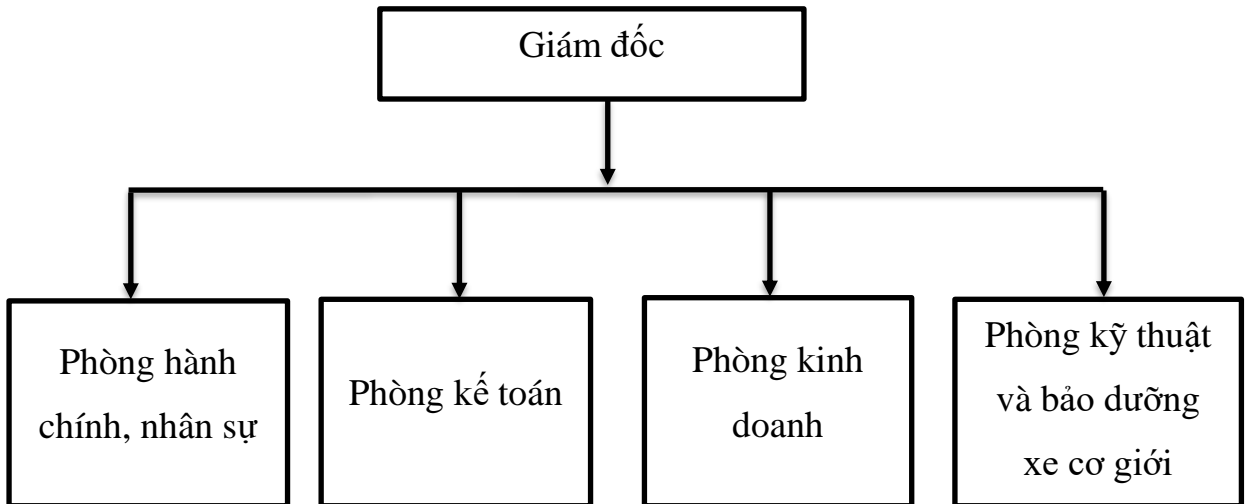 Giám đốc
Phòng hành
chính, nhân sự
Phòng kế toán
Phòng kinh
doanh
Phòng kỹ thuật
và bảo dưỡng
xe cơ giới